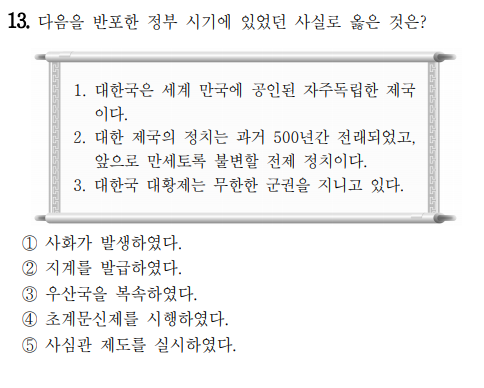 13. 다음을 반포한 정부 시기에 있었던 사실로 옳은 것은?
1. 대한국은 세계 만국에 공인된 자주독립한 제국
이다.
2. 대한 제국의 정치는 과거 500년간 전래되었고,
앞으로 만세토록 불변할 전제 정치이다.
3. 대한국 대황제는 무한한 군권을 지니고 있다.
① 사화가 발생하였다.
② 지계를 발급하였다.
③ 우산국을 복속하였다.
④ 초계문신제를 시행하였다.
⑤ 사심관 제도를 실시하였다.